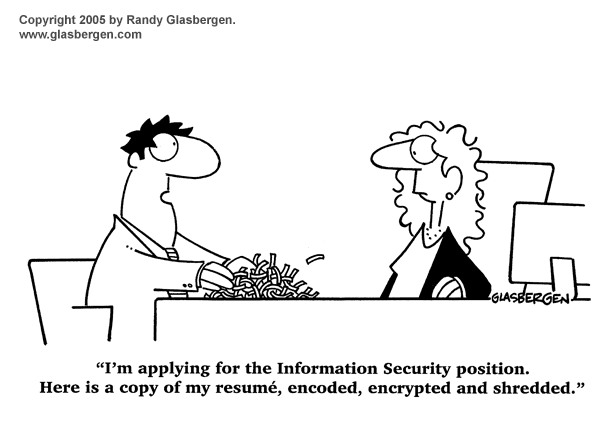 Copyright 2005 by Randy Glasbergen.
www.glasbergen.com
GLASBERGEN
“I’m applying for the Information Security position.
Here is a copy of my resumé, encoded, encrypted and shredded.”